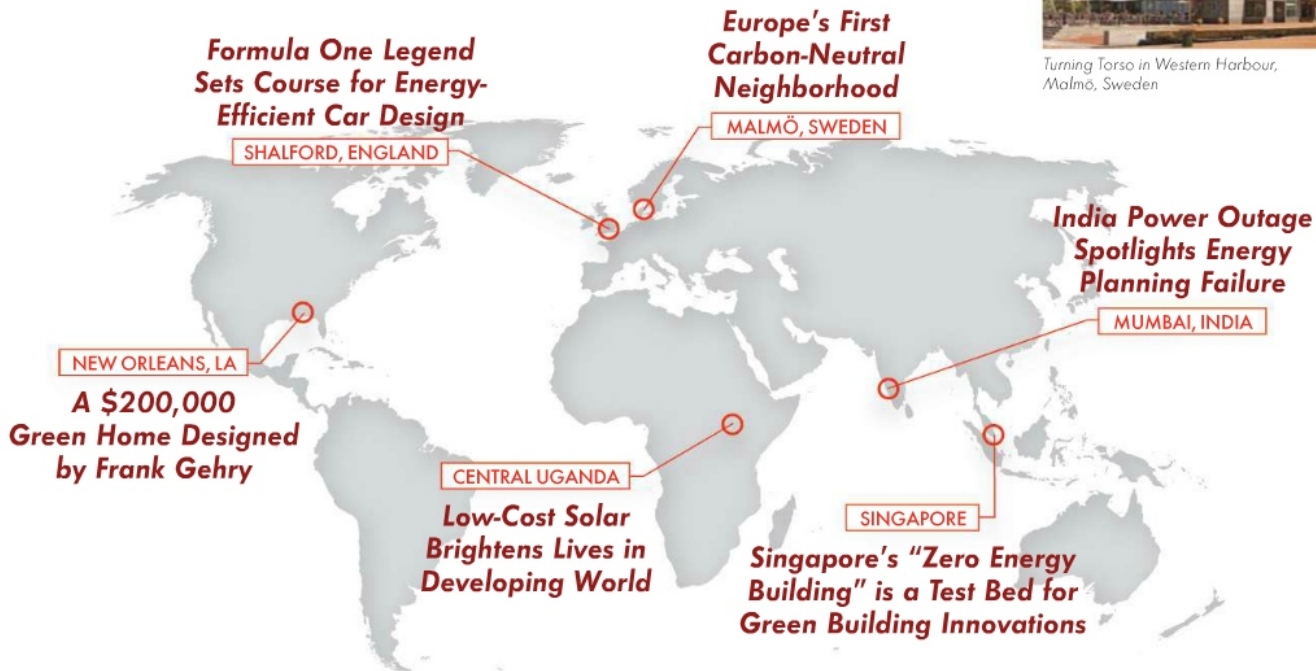 Turning Torso in Western Harbour,
Malmö, Sweden
Formula One Legend
Sets Course for Energy-
Efficient Car Design
SHALFORD, ENGLAND
Europe's First
Carbon-Neutral
Neighborhood
MALMÖ, SWEDEN
India Power Outage
Spotlights Energy
Planning Failure
MUMBAI, INDIA
NEW ORLEANS, LA
A $200,000
Green Home Designed
by Frank Gehry
CENTRAL UGANDA
Low-Cost Solar
Brightens Lives in
Developing World
SINGAPORE
Singapore's “Zero Energy
Building” is a Test Bed for
Green Building Innovations